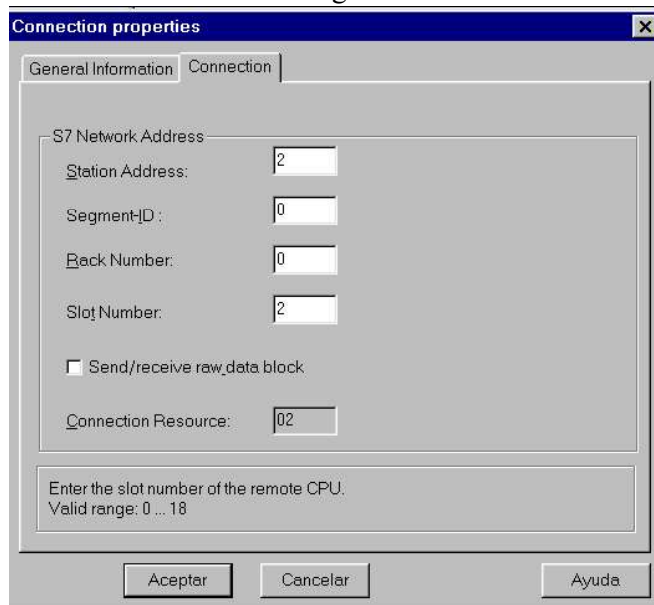 Connection properties
General Information
Connection
S7 Network Address
Station Address:
2
Segment-ID :
0
Rack Number:
0
Slot Number:
2
Send/receive raw_data block
Connection Resource:
02
Enter the slot number of the remote CPU.
Valid range: 0 ... 18
Aceptar
Cancelar
Ayuda